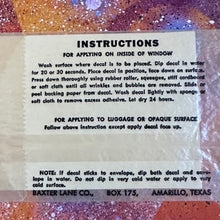 INSTRUCTIONS
FOR APPLYING ON INSIDE OF WINDOW
Wash surface where decal is to be placed. Dip decal in water
for 20 or 30 seconds. Place decal in position, face down on surface.
Press down thoroughly using rubber roller, squeegee, stiff cardboard
or soft cloth until all wrinkles and bubbles are removed. Slide or
peel backing paper from decal. Wash decal lightly with sponge or
soft cloth to remove excess adhesive. Let dry 24 hours.
FOR APPLYING TO LUGGAGE OR OPAQUE SURFACE
Follow above instruction except apply decal face up.
NOTE: if decal sticks to envelope, dip both decal and enve-
lope in water. Do not try to dip in very cold water or apply to very
cold surface.
BAXTER LANE CO., BOX 175, AMARILLO, TEXAS